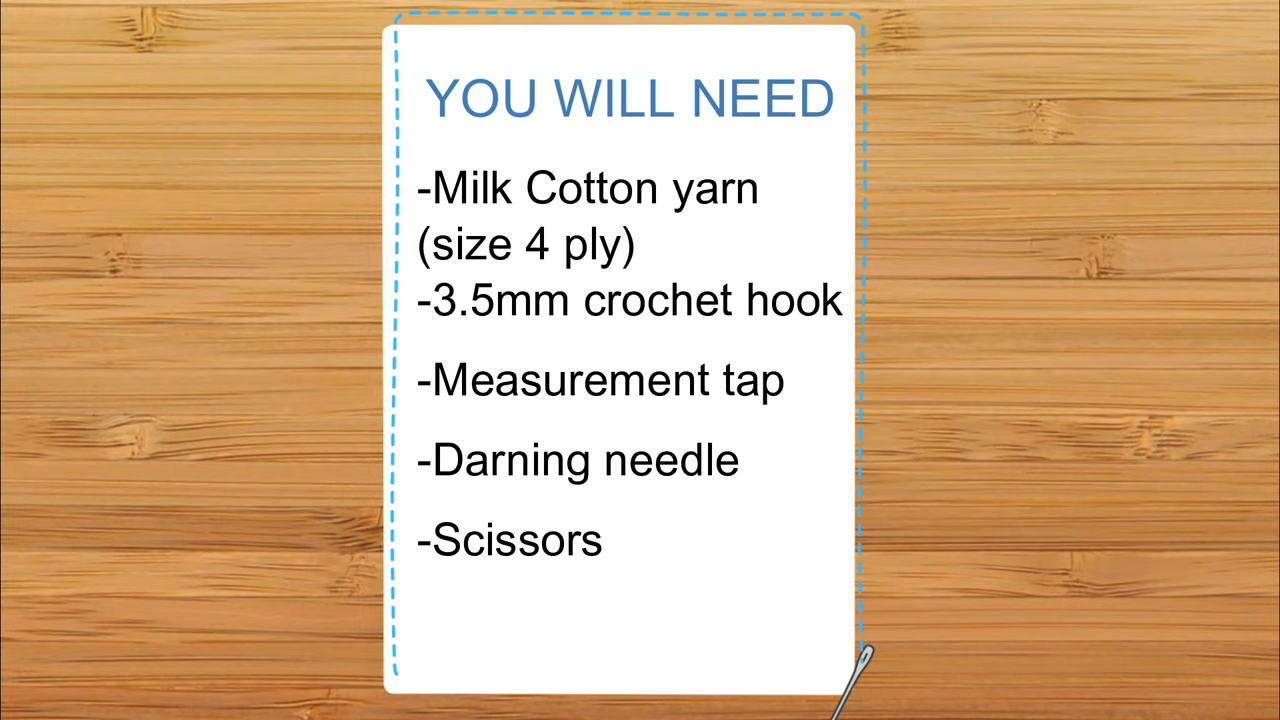 YOU WILL NEED
-Milk Cotton yarn
(size 4 ply)
-3.5mm crochet hook
-Measurement tap
-Darning needle
-Scissors